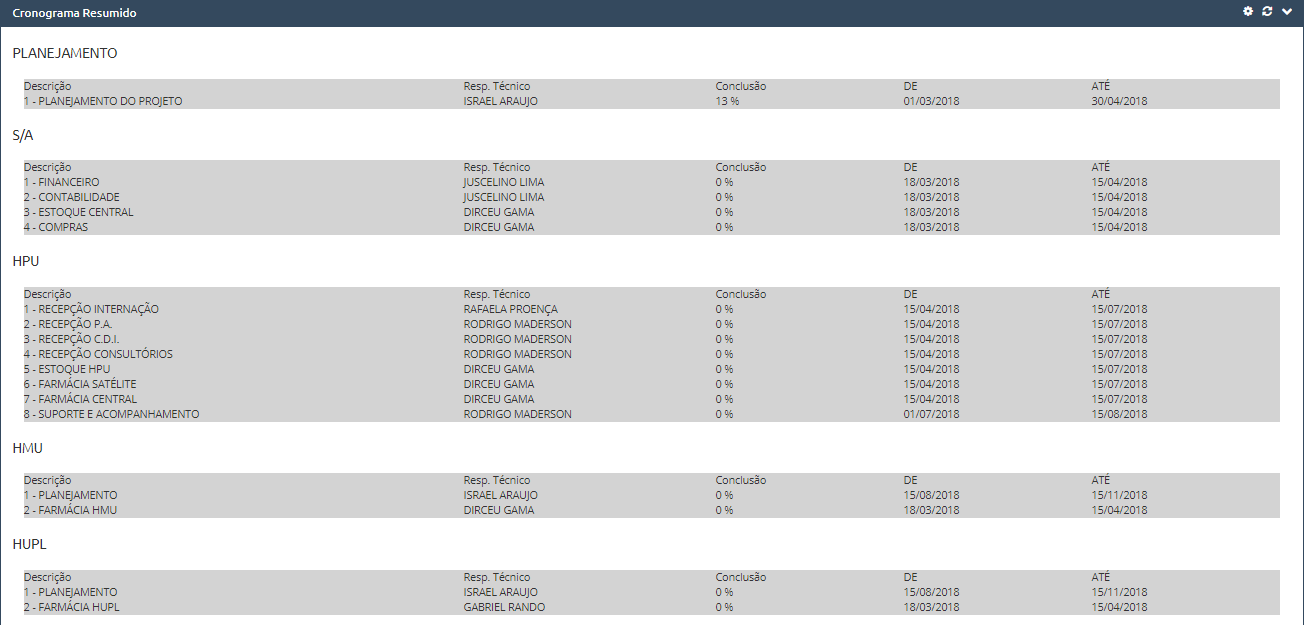 Cronograma Resumido
PLANEJAMENTO
Descrição Resp. Técnico Conclusão DE ATÉ
1 - PLANEJAMENTO DO PROJETO ISRAEL ARAUJO 13 % 01/03/2018 30/04/2018
S/A
Descrição Resp. Técnico Conclusão DE ATÉ
1 - FINANCEIRO JUSCELINO LIMA 0 % 18/03/2018 15/04/2018
2 - CONTABILIDADE JUSCELINO LIMA 0 % 18/03/2018 15/04/2018
3 - ESTOQUE CENTRAL DIRCEU GAMA 0 % 18/03/2018 15/04/2018
4 - COMPRAS DIRCEU GAMA 0 % 18/03/2018 15/04/2018
HPU
Descrição Resp. Técnico Conclusão DE ATÉ
1 - RECEPÇÃO INTERNAÇÃO RAFAELA PROENÇA 0 % 15/04/2018 15/07/2018
2 - RECEPÇÃO P.A. RODRIGO MADERSON 0 % 15/04/2018 15/07/2018
3 - RECEPÇÃO C.D.I. RODRIGO MADERSON 0 % 15/04/2018 15/07/2018
4 - RECEPÇÃO CONSULTÓRIOS RODRIGO MADERSON 0 % 15/04/2018 15/07/2018
5 - ESTOQUE HPU DIRCEU GAMA 0 % 15/04/2018 15/07/2018
6 - FARMÁCIA SATÉLITE DIRCEU GAMA 0 % 15/04/2018 15/07/2018
7 - FARMÁCIA CENTRAL DIRCEU GAMA 0 % 15/04/2018 15/07/2018
8 - SUPORTE E ACOMPANHAMENTO RODRIGO MADERSON 0 % 01/07/2018 15/08/2018
HMU
Descrição Resp. Técnico Conclusão DE ATÉ
1 - PLANEJAMENTO ISRAEL ARAUJO 0 % 15/08/2018 15/11/2018
2 - FARMÁCIA HMU DIRCEU GAMA 0 % 18/03/2018 15/04/2018
HUPL
Descrição Resp. Técnico Conclusão DE ATÉ
1 - PLANEJAMENTO ISRAEL ARAUJO 0 % 15/08/2018 15/11/2018
2 - FARMÁCIA HUPL GABRIEL RANDO 0 % 18/03/2018 15/04/2018